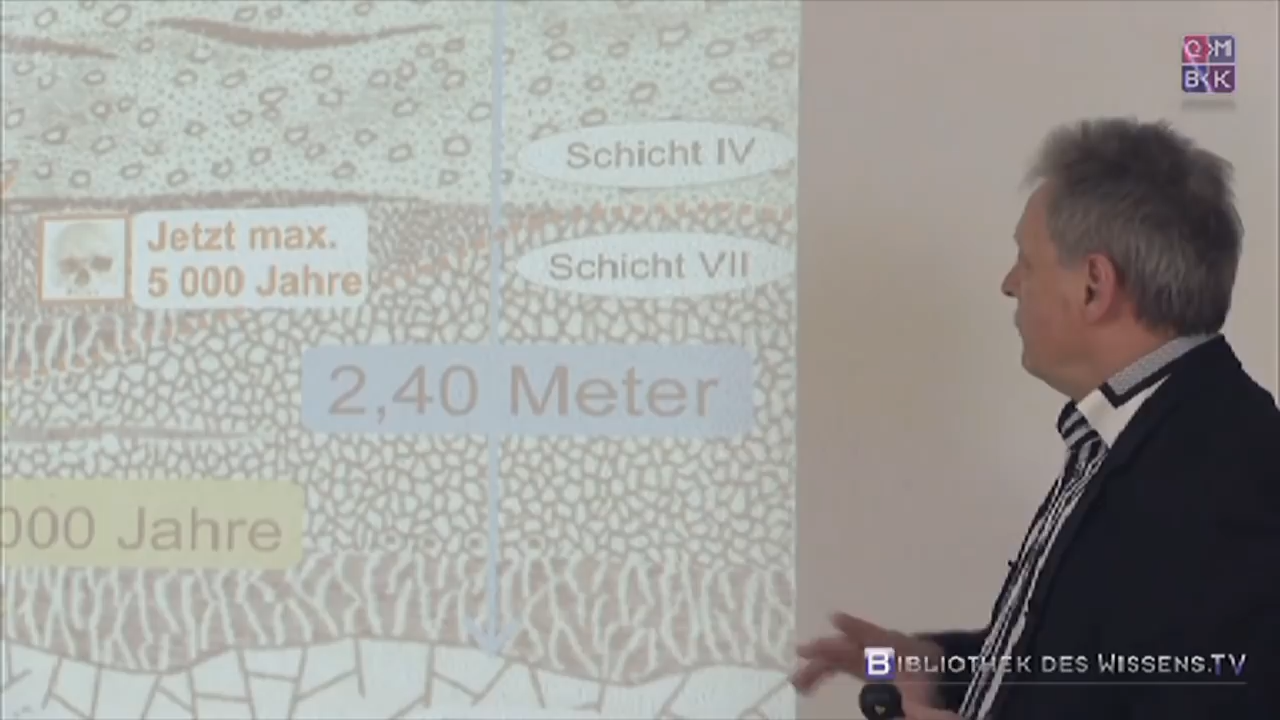 Q>M
B<K
Schicht IV
Jetzt max.
5 000 Jahre
Schicht VII
2,40 Meter
000 Jahre
BIBLIOTHEK DES WISSENS.TV